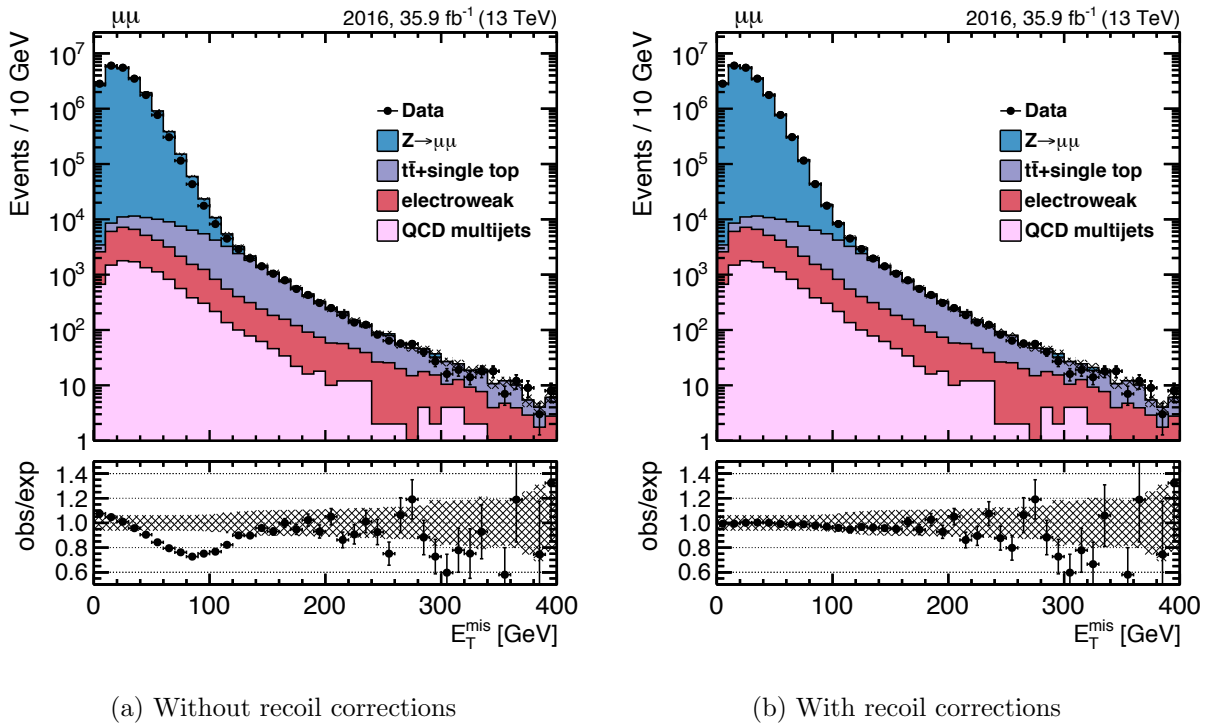 μμ 2016, 35.9 fb⁻¹ (13 TeV)
Events / 10 GeV
10⁷
10⁶
10⁵
10⁴
10³
10²
10
1
Data
Z→μμ
tt̄+single top
electroweak
QCD multijets
obs/exp
1.4
1.2
1.0
0.8
0.6
0 100 200 300 400
E_T^mis [GeV]
(a) Without recoil corrections
μμ 2016, 35.9 fb⁻¹ (13 TeV)
Events / 10 GeV
10⁷
10⁶
10⁵
10⁴
10³
10²
10
1
Data
Z→μμ
tt̄+single top
electroweak
QCD multijets
obs/exp
1.4
1.2
1.0
0.8
0.6
0 100 200 300 400
E_T^mis [GeV]
(b) With recoil corrections